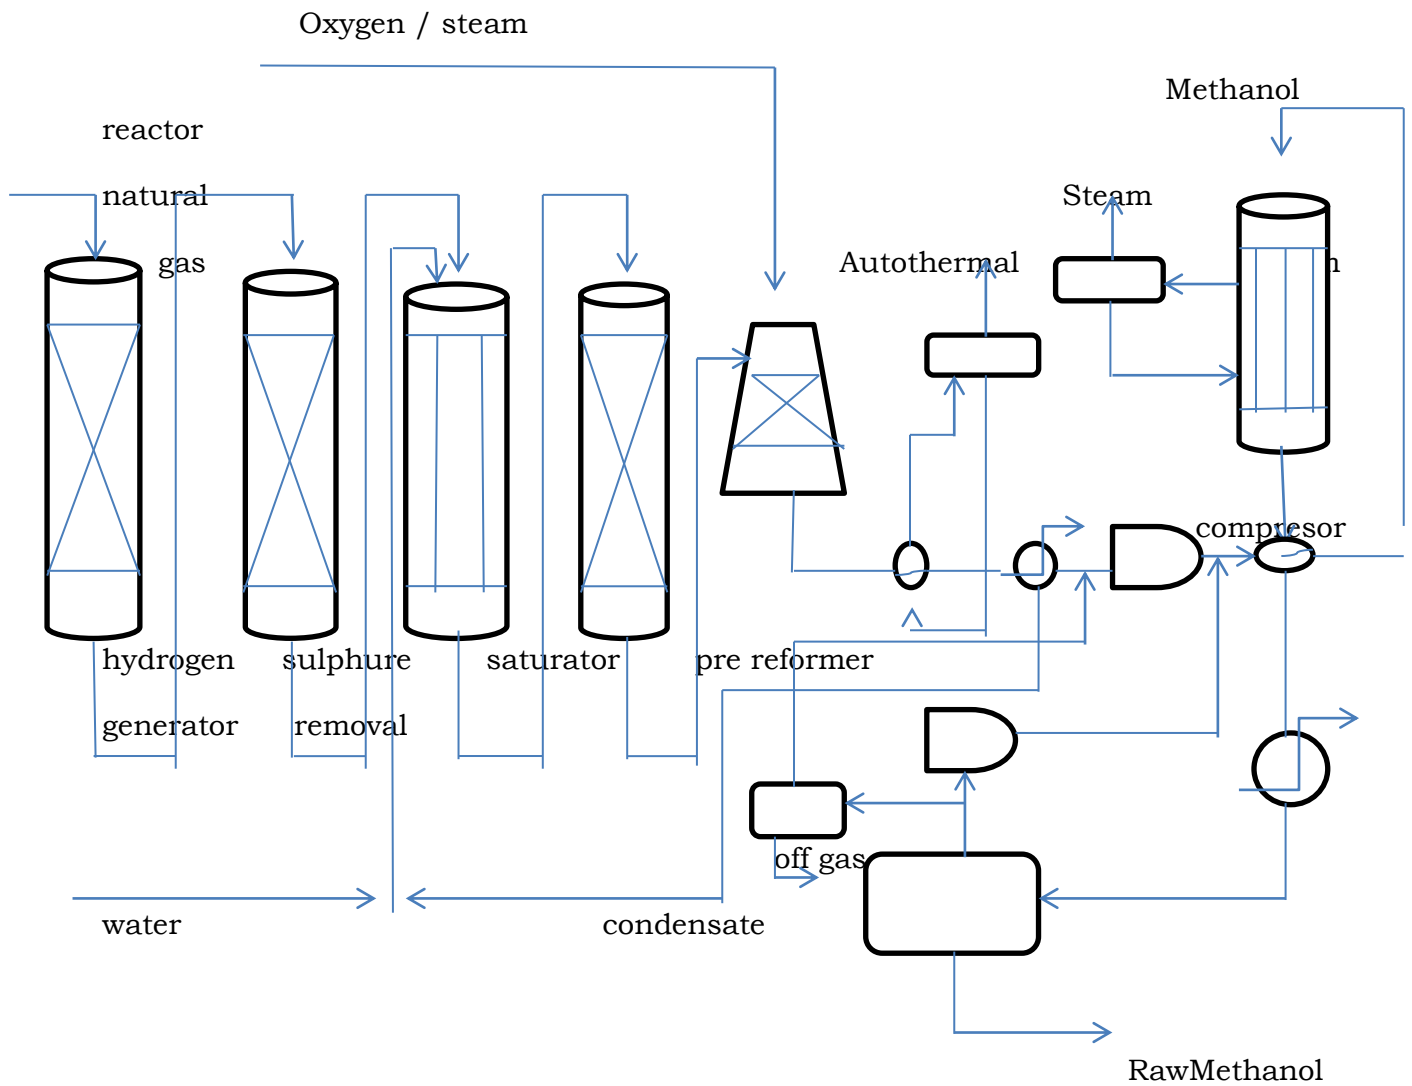 Oxygen / steam
Methanol
reactor
natural
Steam
gas
Autothermal
n
compresor
hydrogen
sulphure
saturator
pre reformer
generator
removal
off gas
water
condensate
RawMethanol